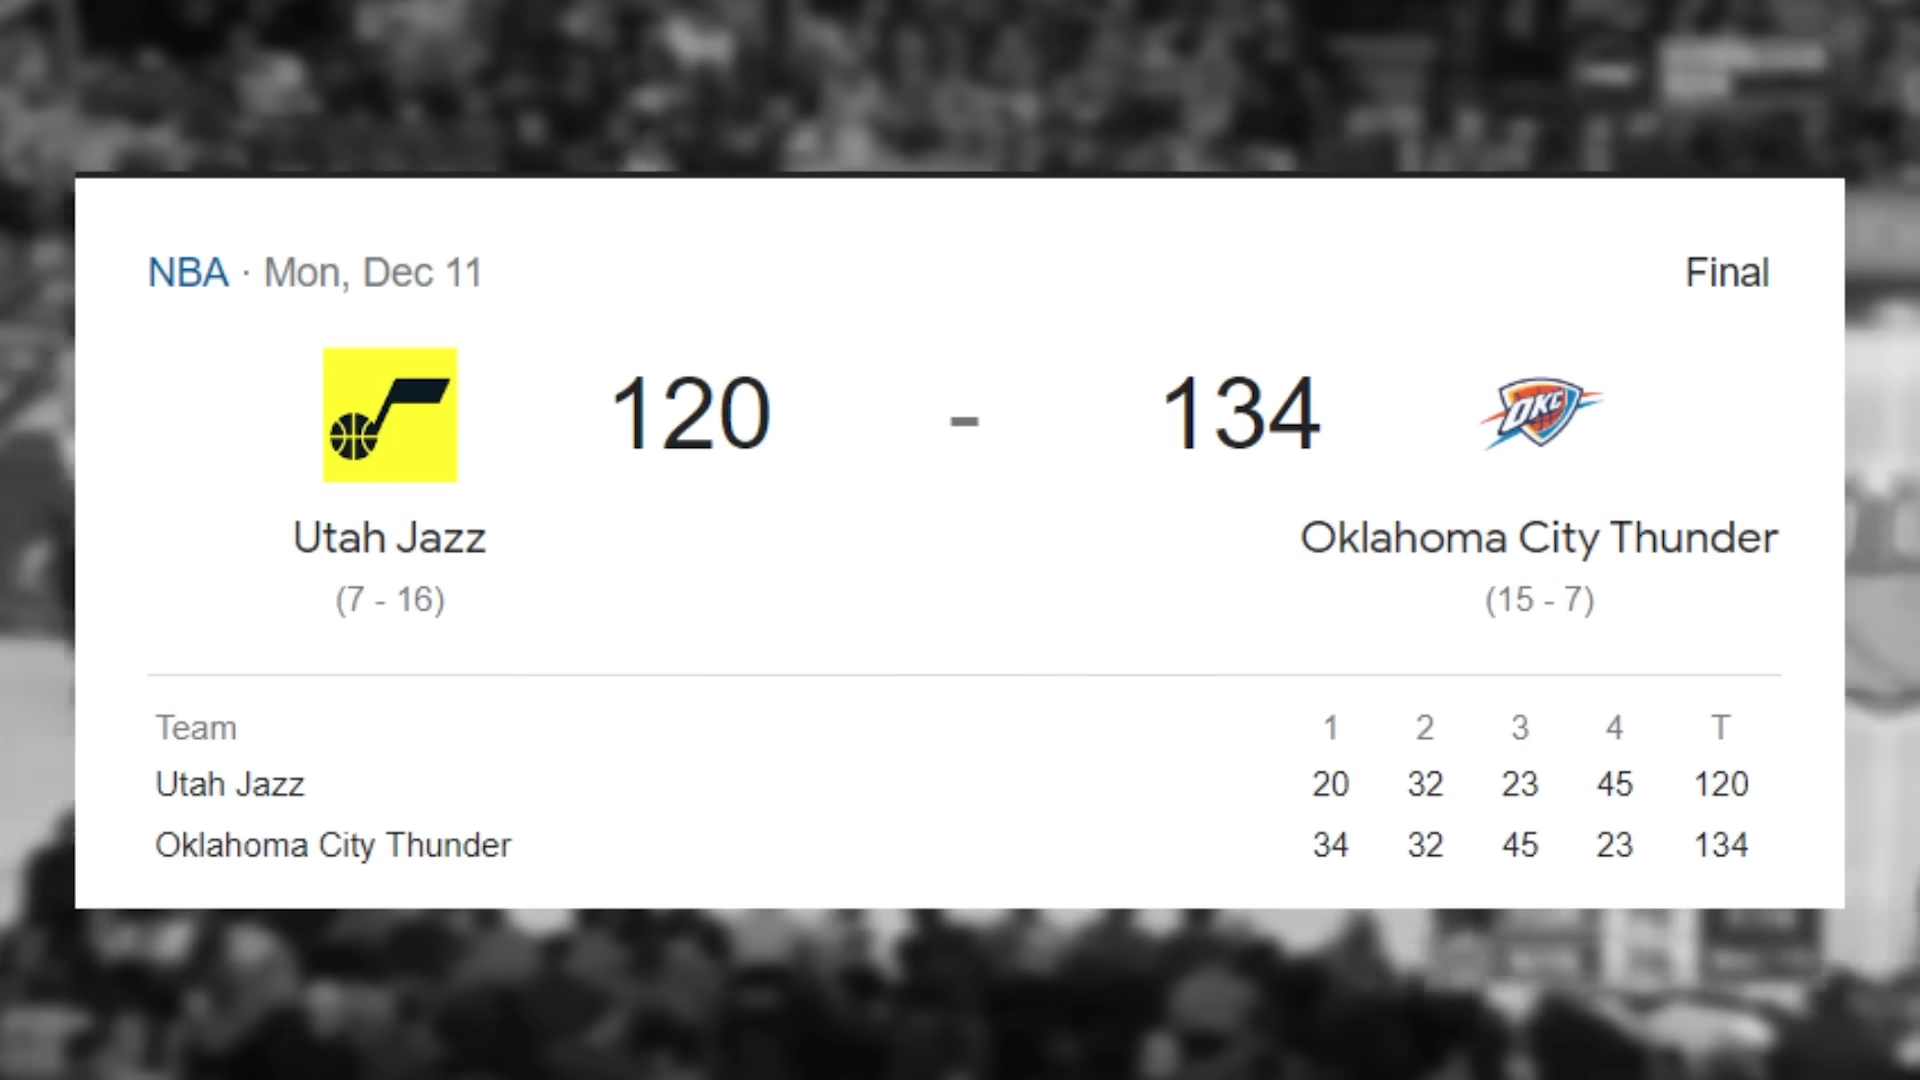 NBA · Mon, Dec 11 Final
120 - 134
OKC
Utah Jazz Oklahoma City Thunder
(7 - 16) (15 - 7)
Team 1 2 3 4 T
Utah Jazz 20 32 23 45 120
Oklahoma City Thunder 34 32 45 23 134